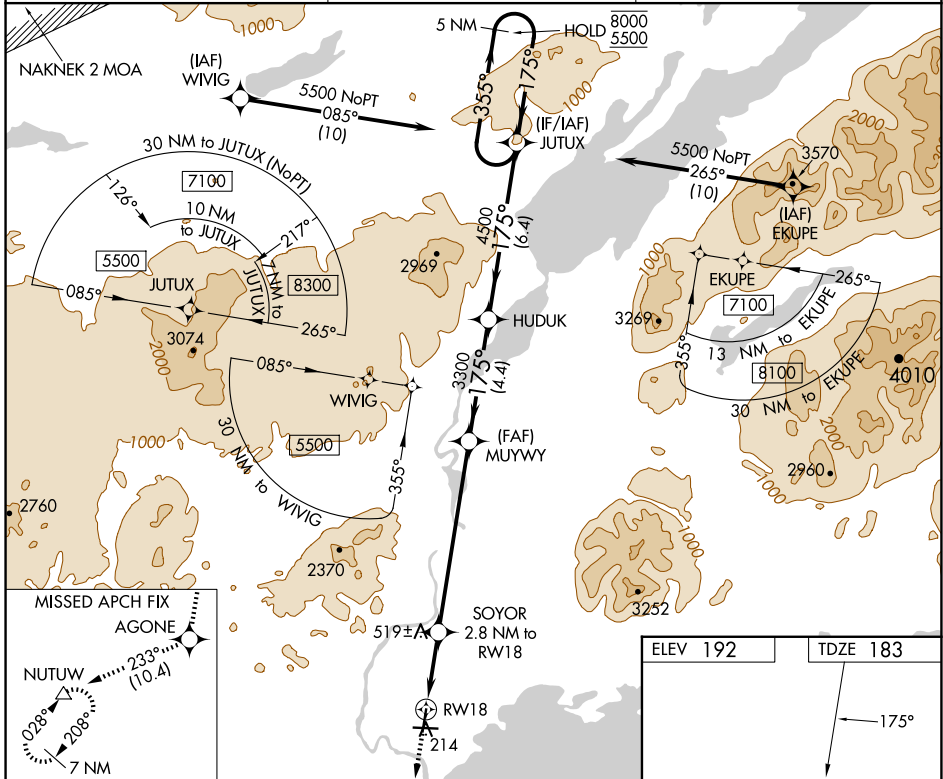 NAKNEK 2 MOA
1000
(IAF)
WIVIG
5500 NoPT
085°
(10)
5 NM
HOLD
8000
5500
355°
175°
1000
(IF/IAF)
JUTUX
5500 NoPT
265°
(10)
3570
2000
(IAF)
EKUPE
1000
30 NM to JUTUX (NoPT)
7100
126°
10 NM
to JUTUX
217°
7 NM to
JUTUX
5500
8300
JUTUX
085°
265°
3074
2000
4500
175°
(6.4)
2969
HUDUK
EKUPE
265°
7100
3269
355°
13 NM to EKUPE
8100
30 NM to EKUPE
4010
2000
2960
1000
085°
WIVIG
5500
30 NM to WIVIG
355°
3300
175°
(4.4)
(FAF)
MUYWY
1000
2760
2370
1000
3252
SOYOR
2.8 NM to
RW18
519±
RW18
214
MISSED APCH FIX
AGONE
233°
(10.4)
NUTUW
028°
208°
7 NM
ELEV 192
TDZE 183
175°